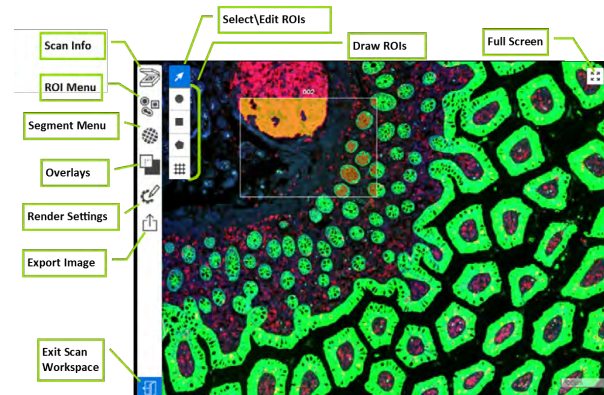 Select\Edit ROIs
Scan Info
Draw ROIs
Full Screen
ROI Menu
002
Segment Menu
Overlays
Render Settings
Export Image
Exit Scan
Workspace